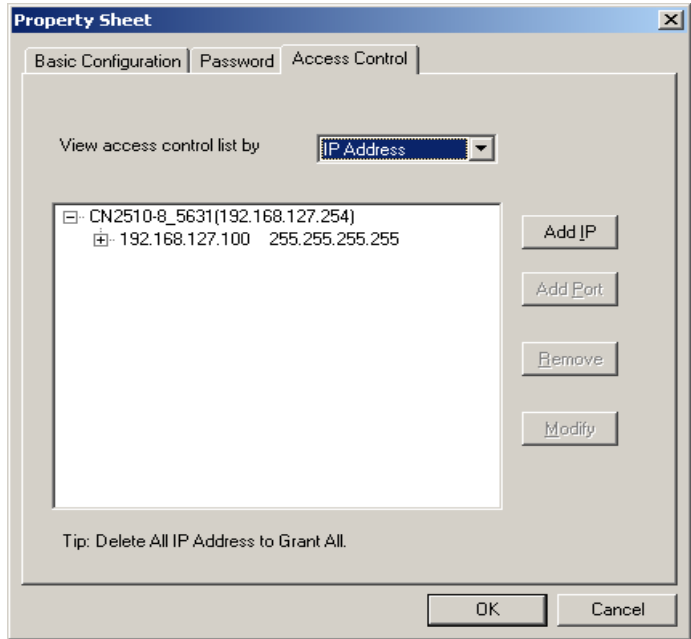 Property Sheet
Basic Configuration Password Access Control
View access control list by IP Address
CN2510-8_5631(192.168.127.254)
192.168.127.100 255.255.255.255
Add IP
Add Port
Remove
Modify
Tip: Delete All IP Address to Grant All.
OK Cancel